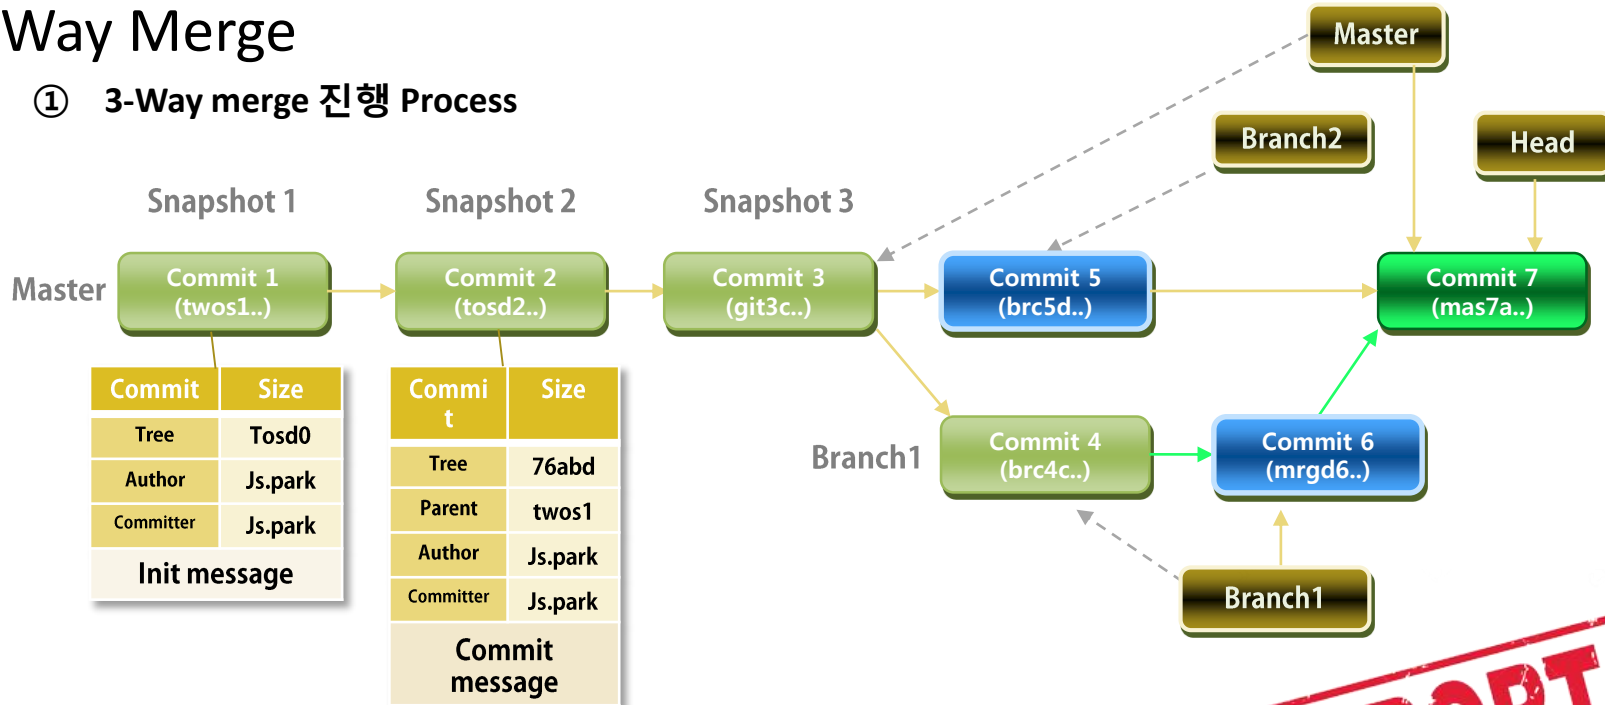 Way Merge
① 3-Way merge 진행 Process
Master
Branch2
Head
Snapshot 1
Snapshot 2
Snapshot 3
Master
Commit 1
(twos1..)
Commit 2
(tosd2..)
Commit 3
(git3c..)
Commit 5
(brc5d..)
Commit 7
(mas7a..)
Commit Size
Tree Tosd0
Author Js.park
Committer Js.park
Init message
Commi
t
Size
Tree 76abd
Parent twos1
Author Js.park
Committer Js.park
Commit
message
Branch1
Commit 4
(brc4c..)
Commit 6
(mrgd6..)
Branch1